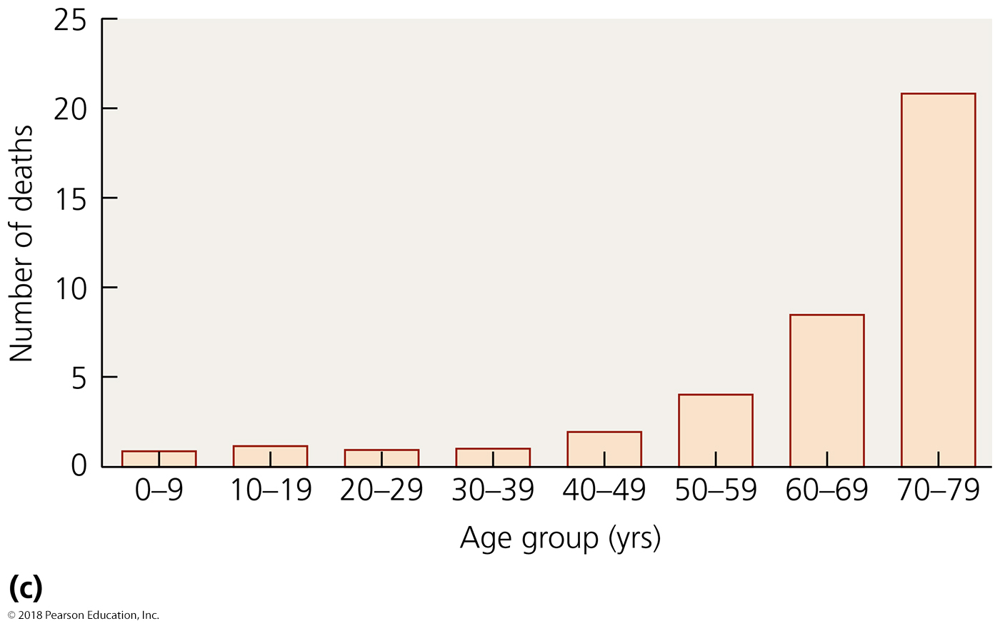 25
20
15
10
5
0
Number of deaths
0–9 10–19 20–29 30–39 40–49 50–59 60–69 70–79
Age group (yrs)
(c)
© 2018 Pearson Education, Inc.